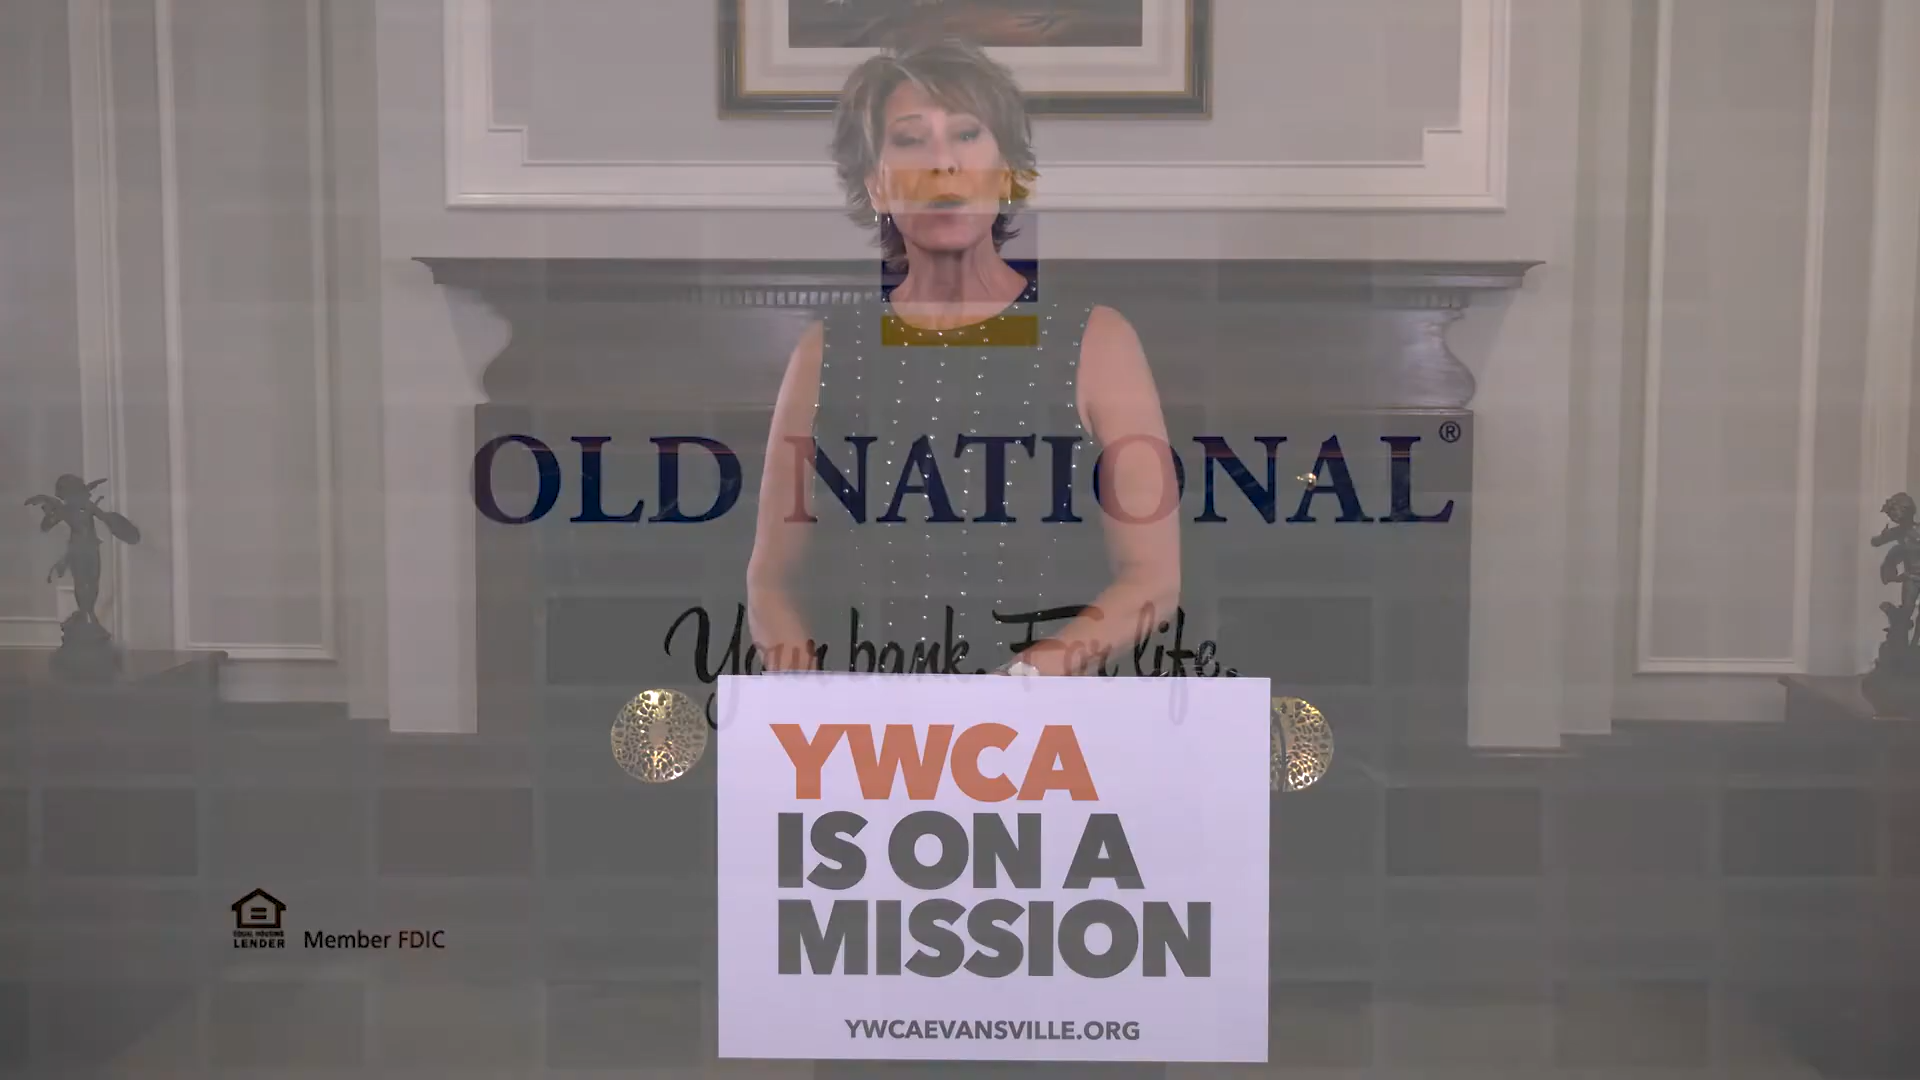 OLD NATIONAL®
Your bank. For life.
YWCA
IS ON A
MISSION
YWCAEVANSVILLE.ORG
EQUAL HOUSING
LENDER
Member FDIC